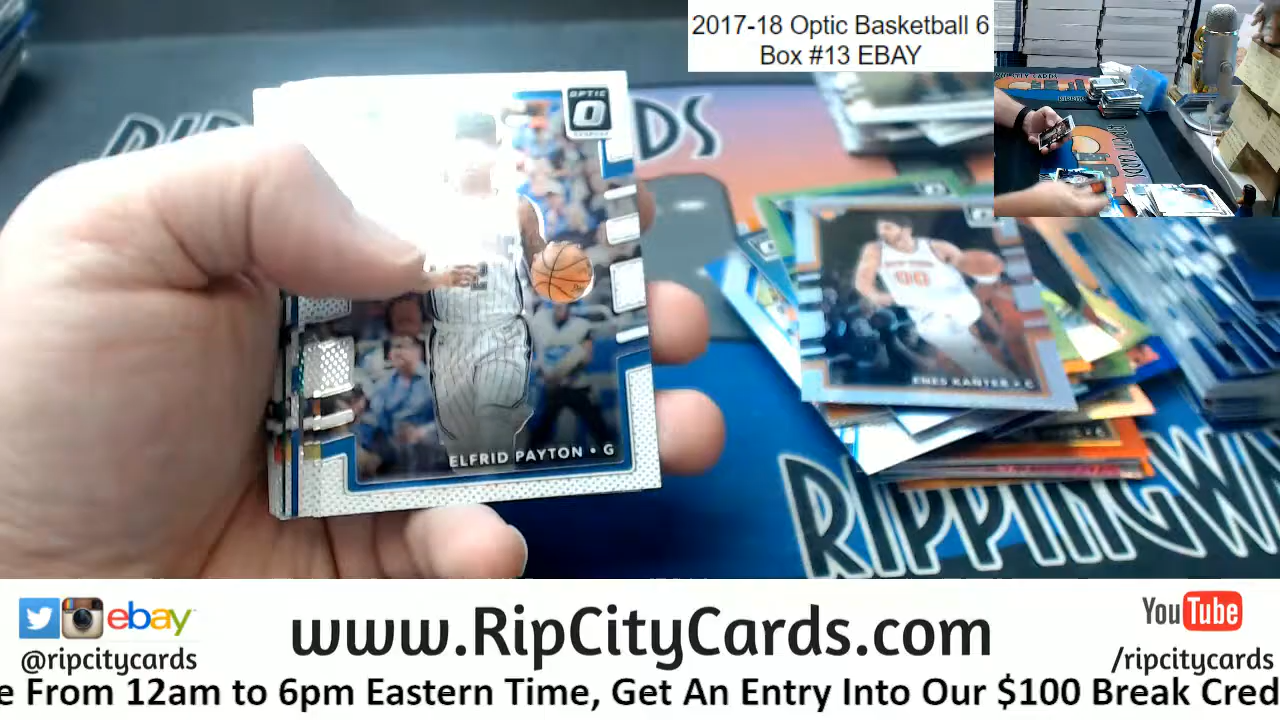 2017-18 Optic Basketball 6
Box #13 EBAY
OPTIC
ELFRID PAYTON • G
00
ENES KANTER • C
RIPPINGW
DS
ebay
@ripcitycards
www.RipCityCards.com
YouTube
/ripcitycards
e From 12am to 6pm Eastern Time, Get An Entry Into Our $100 Break Cred